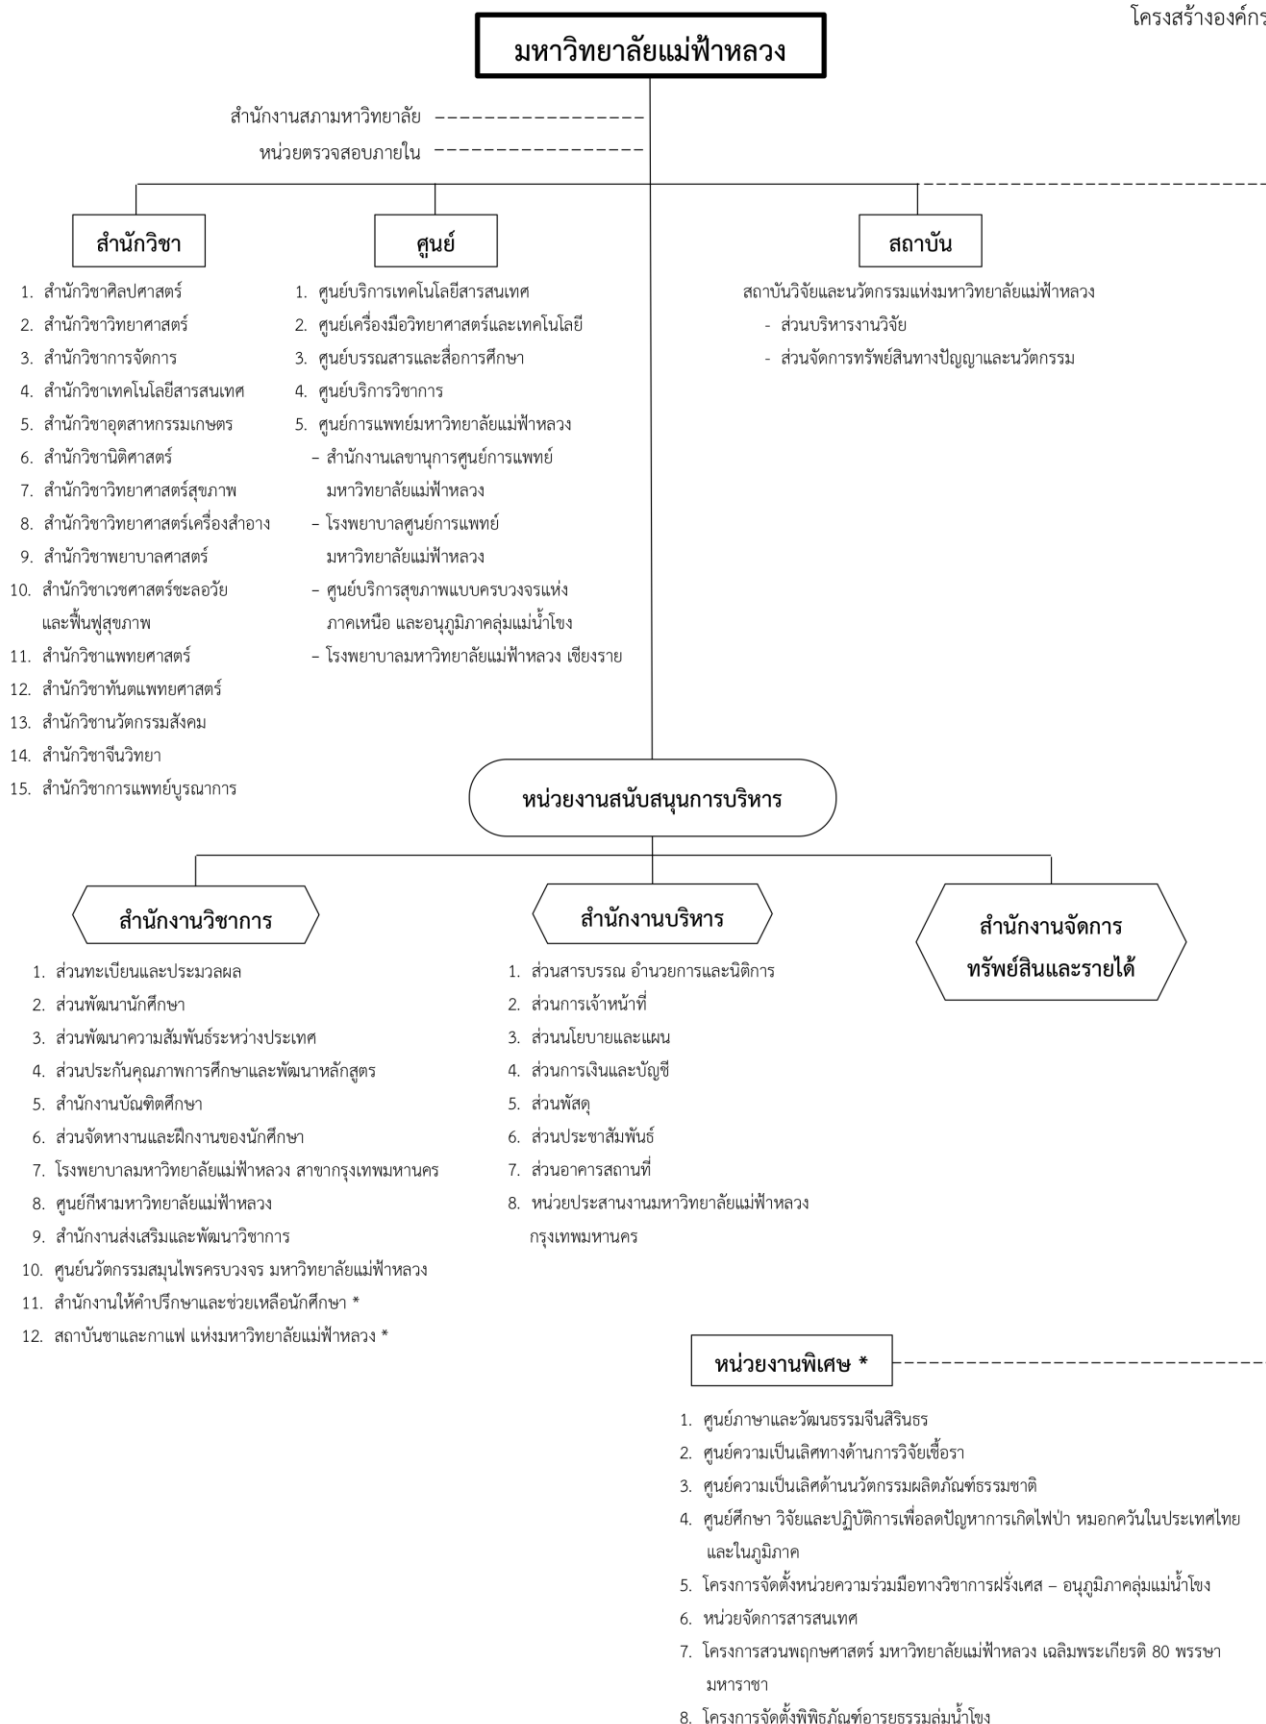 โครงสร้างองค์กร
มหาวิทยาลัยแม่ฟ้าหลวง
สำนักงานสภามหาวิทยาลัย
หน่วยตรวจสอบภายใน
สำนักวิชา
1. สำนักวิชาศิลปศาสตร์
2. สำนักวิชาวิทยาศาสตร์
3. สำนักวิชาการจัดการ
4. สำนักวิชาเทคโนโลยีสารสนเทศ
5. สำนักวิชาอุตสาหกรรมเกษตร
6. สำนักวิชานิติศาสตร์
7. สำนักวิชาวิทยาศาสตร์สุขภาพ
8. สำนักวิชาวิทยาศาสตร์เครื่องสำอาง
9. สำนักวิชาพยาบาลศาสตร์
10. สำนักวิชาเวชศาสตร์ชะลอวัย
และฟื้นฟูสุขภาพ
11. สำนักวิชาแพทยศาสตร์
12. สำนักวิชาทันตแพทยศาสตร์
13. สำนักวิชานวัตกรรมสังคม
14. สำนักวิชาจีนวิทยา
15. สำนักวิชาการแพทย์บูรณาการ
ศูนย์
1. ศูนย์บริการเทคโนโลยีสารสนเทศ
2. ศูนย์เครื่องมือวิทยาศาสตร์และเทคโนโลยี
3. ศูนย์บรรณสารและสื่อการศึกษา
4. ศูนย์บริการวิชาการ
5. ศูนย์การแพทย์มหาวิทยาลัยแม่ฟ้าหลวง
– สำนักงานเลขานุการศูนย์การแพทย์
มหาวิทยาลัยแม่ฟ้าหลวง
– โรงพยาบาลศูนย์การแพทย์
มหาวิทยาลัยแม่ฟ้าหลวง
– ศูนย์บริการสุขภาพแบบครบวงจรแห่ง
ภาคเหนือ และอนุภูมิภาคลุ่มแม่น้ำโขง
– โรงพยาบาลมหาวิทยาลัยแม่ฟ้าหลวง เชียงราย
สถาบัน
สถาบันวิจัยและนวัตกรรมแห่งมหาวิทยาลัยแม่ฟ้าหลวง
- ส่วนบริหารงานวิจัย
- ส่วนจัดการทรัพย์สินทางปัญญาและนวัตกรรม
หน่วยงานสนับสนุนการบริหาร
สำนักงานวิชาการ
1. ส่วนทะเบียนและประมวลผล
2. ส่วนพัฒนานักศึกษา
3. ส่วนพัฒนาความสัมพันธ์ระหว่างประเทศ
4. ส่วนประกันคุณภาพการศึกษาและพัฒนาหลักสูตร
5. สำนักงานบัณฑิตศึกษา
6. ส่วนจัดหางานและฝึกงานของนักศึกษา
7. โรงพยาบาลมหาวิทยาลัยแม่ฟ้าหลวง สาขากรุงเทพมหานคร
8. ศูนย์กีฬามหาวิทยาลัยแม่ฟ้าหลวง
9. สำนักงานส่งเสริมและพัฒนาวิชาการ
10. ศูนย์นวัตกรรมสมุนไพรครบวงจร มหาวิทยาลัยแม่ฟ้าหลวง
11. สำนักงานให้คำปรึกษาและช่วยเหลือนักศึกษา *
12. สถาบันชาและกาแฟ แห่งมหาวิทยาลัยแม่ฟ้าหลวง *
สำนักงานบริหาร
1. ส่วนสารบรรณ อำนวยการและนิติการ
2. ส่วนการเจ้าหน้าที่
3. ส่วนนโยบายและแผน
4. ส่วนการเงินและบัญชี
5. ส่วนพัสดุ
6. ส่วนประชาสัมพันธ์
7. ส่วนอาคารสถานที่
8. หน่วยประสานงานมหาวิทยาลัยแม่ฟ้าหลวง
กรุงเทพมหานคร
สำนักงานจัดการ
ทรัพย์สินและรายได้
หน่วยงานพิเศษ *
1. ศูนย์ภาษาและวัฒนธรรมจีนสิรินธร
2. ศูนย์ความเป็นเลิศทางด้านการวิจัยเชื้อรา
3. ศูนย์ความเป็นเลิศด้านนวัตกรรมผลิตภัณฑ์ธรรมชาติ
4. ศูนย์ศึกษา วิจัยและปฏิบัติการเพื่อลดปัญหาการเกิดไฟป่า หมอกควันในประเทศไทย
และในภูมิภาค
5. โครงการจัดตั้งหน่วยความร่วมมือทางวิชาการฝรั่งเศส – อนุภูมิภาคลุ่มแม่น้ำโขง
6. หน่วยจัดการสารสนเทศ
7. โครงการสวนพฤกษศาสตร์ มหาวิทยาลัยแม่ฟ้าหลวง เฉลิมพระเกียรติ 80 พรรษา
มหาราชา
8. โครงการจัดตั้งพิพิธภัณฑ์อารยธรรมลุ่มน้ำโขง